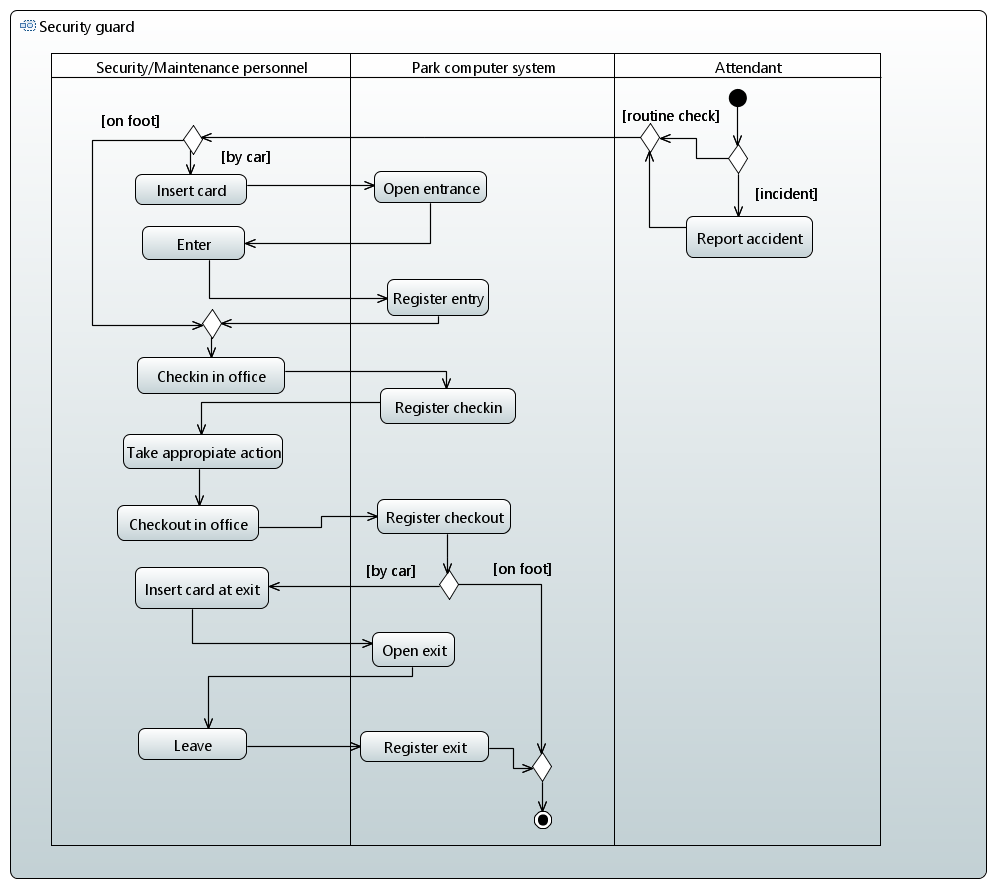 Security guard
Security/Maintenance personnel
Park computer system
Attendant
[on foot]
[routine check]
[by car]
Insert card
Open entrance
[incident]
Enter
Report accident
Register entry
Checkin in office
Register checkin
Take appropiate action
Checkout in office
Register checkout
[by car]
[on foot]
Insert card at exit
Open exit
Leave
Register exit